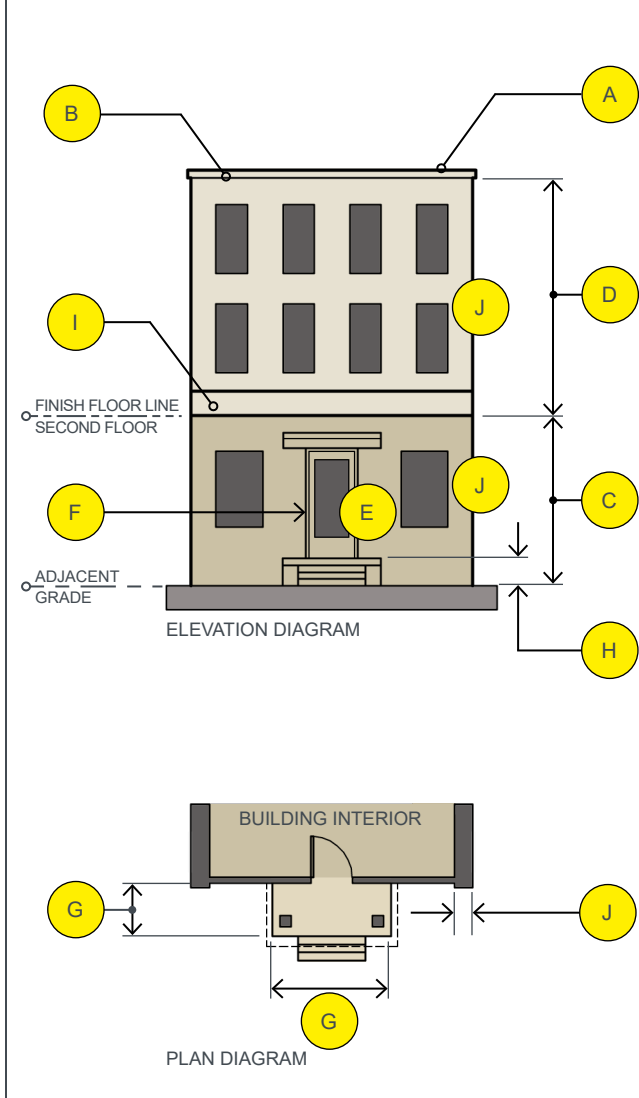 A
B
D
J
I
FINISH FLOOR LINE
SECOND FLOOR
J
C
F
E
ADJACENT
GRADE
ELEVATION DIAGRAM
H
BUILDING INTERIOR
G
J
G
PLAN DIAGRAM